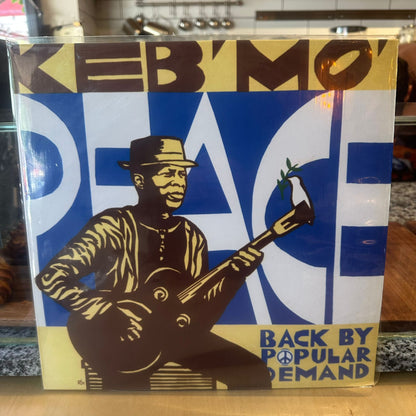 KEB' MO'
PEACE
BACK BY
POPULAR
DEMAND